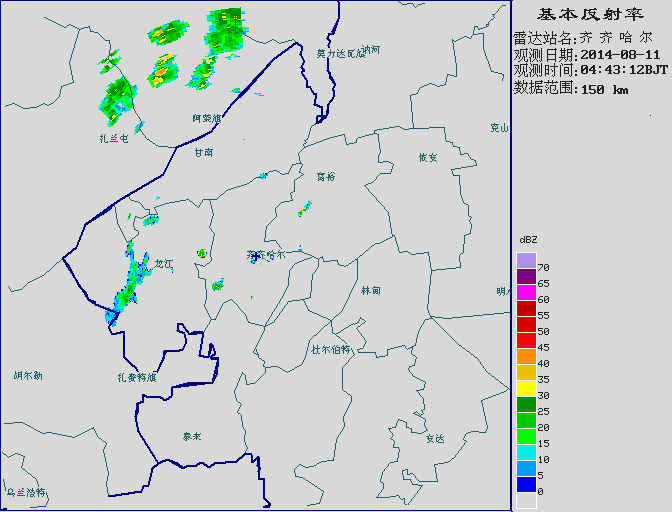 基本反射率
雷达站名:齐齐哈尔
观测日期:2014-08-11
观测时间:04:43:12BJT
数据范围:150 km
dBZ
70
65
60
55
50
45
40
35
30
25
20
15
10
5
0
莫力达瓦旗
讷河
阿荣旗
扎兰屯
甘南
克山
依安
富裕
齐齐哈尔
龙江
林甸
明水
杜尔伯特
胡尔勒
扎赉特旗
泰来
安达
乌兰浩特